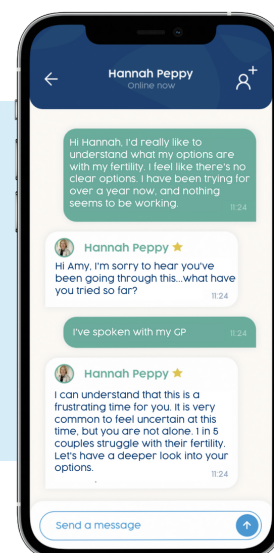 Hannah Peppy
Online now
Hi Hannah, I'd really like to
understand what my options are
with my fertility. I feel like there's no
clear options. I have been trying for
over a year now, and nothing
seems to be working.
11:24
Hannah Peppy
Hi Amy, I'm sorry to hear you've
been going through this...what have
you tried so far?
11:24
I've spoken with my GP
11:24
Hannah Peppy
I can understand that this is a
frustrating time for you. It is very
common to feel uncertain at this
time, but you are not alone. 1 in 5
couples struggle with their fertility.
Let's have a deeper look into your
options.
11:24
Send a message